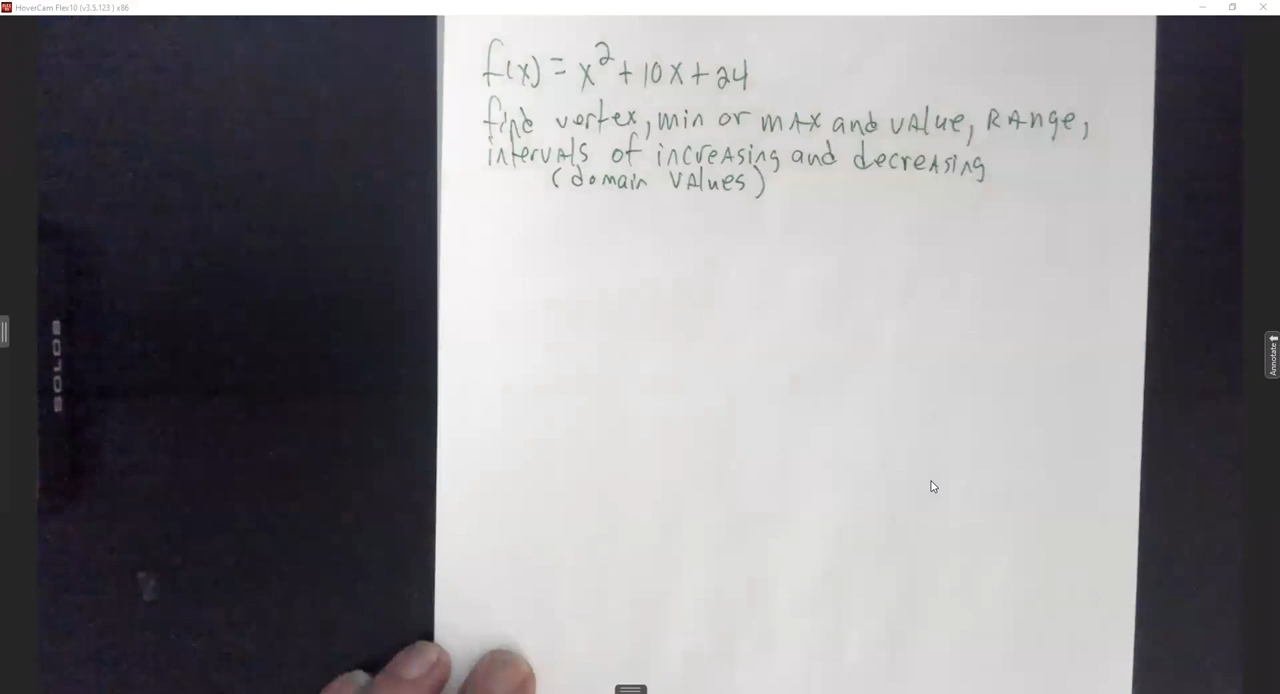 HoverCam Flex10 (v3.5.123) x86
f(x) = x² + 10x + 24
find vertex, min or max and value, Range,
intervals of increasing and decreasing
(domain values)
SOLO8
Annotate